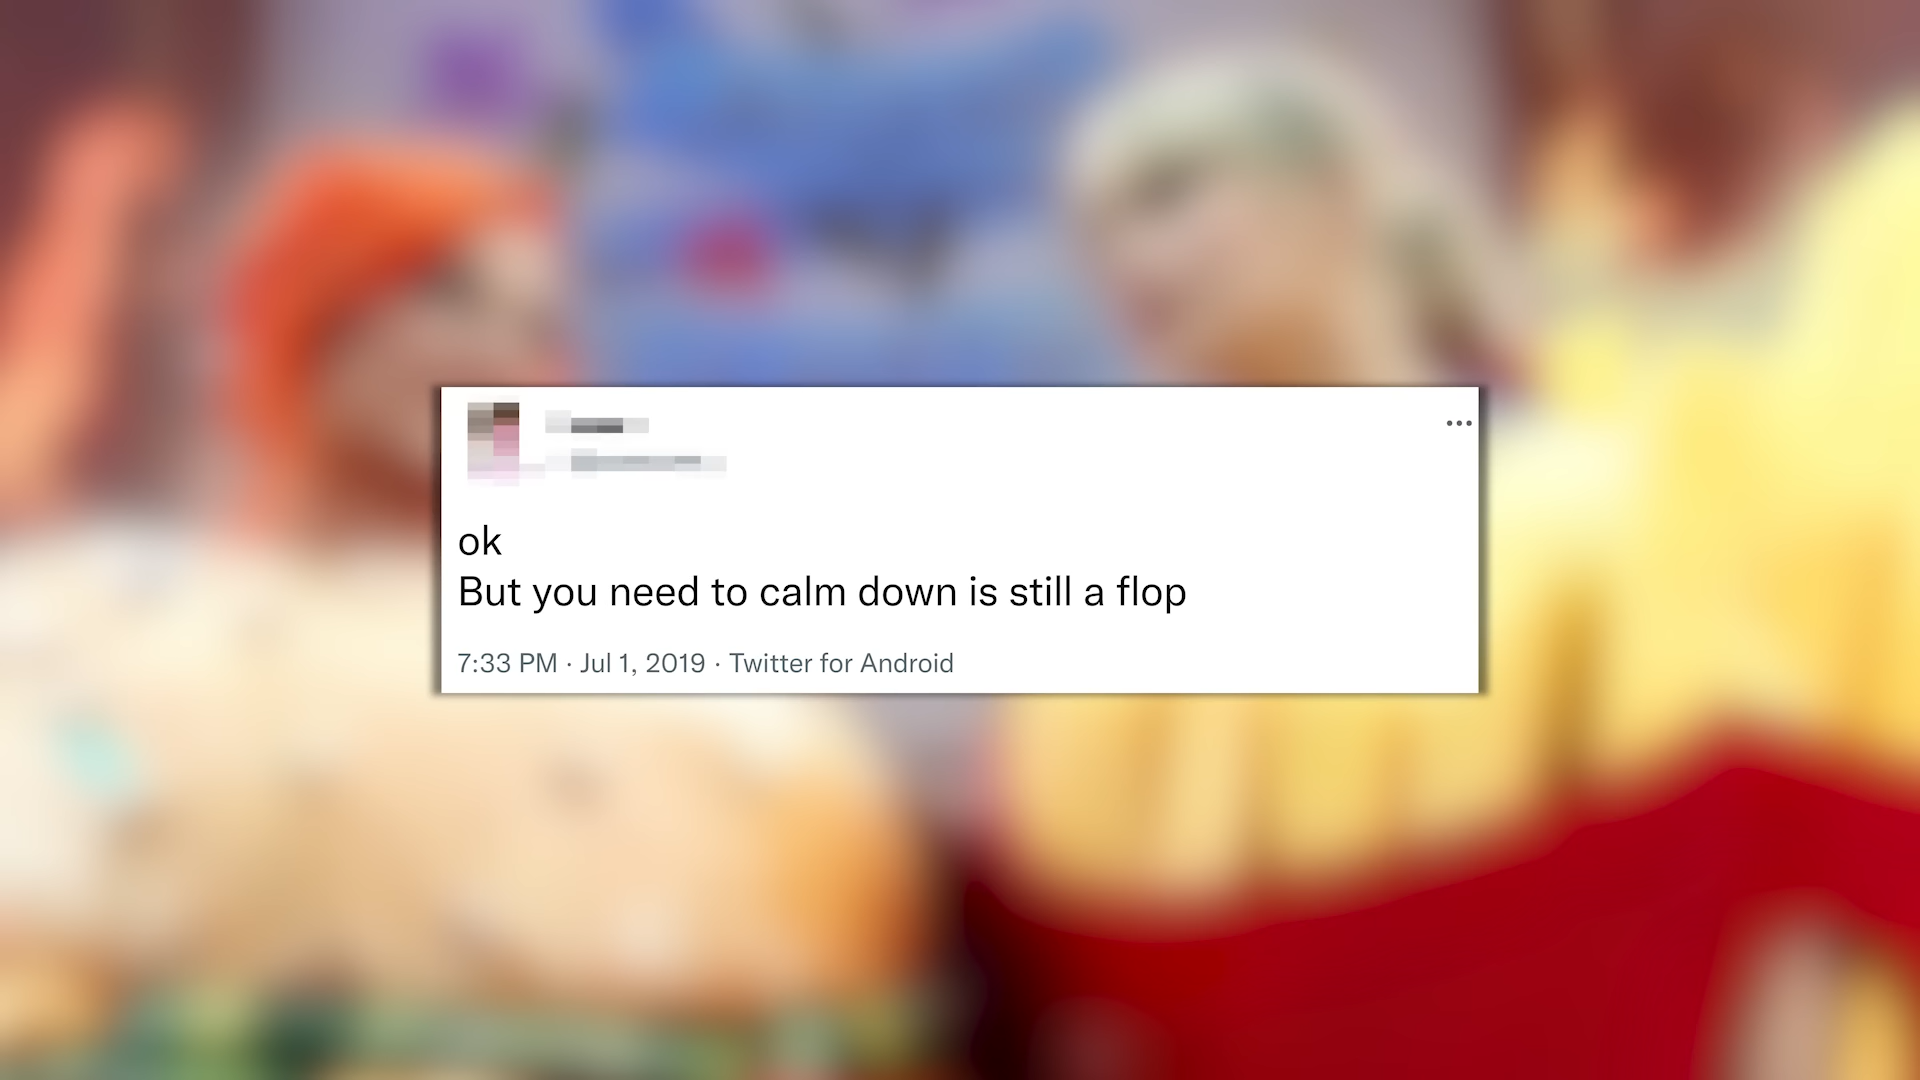 ok
But you need to calm down is still a flop
7:33 PM · Jul 1, 2019 · Twitter for Android